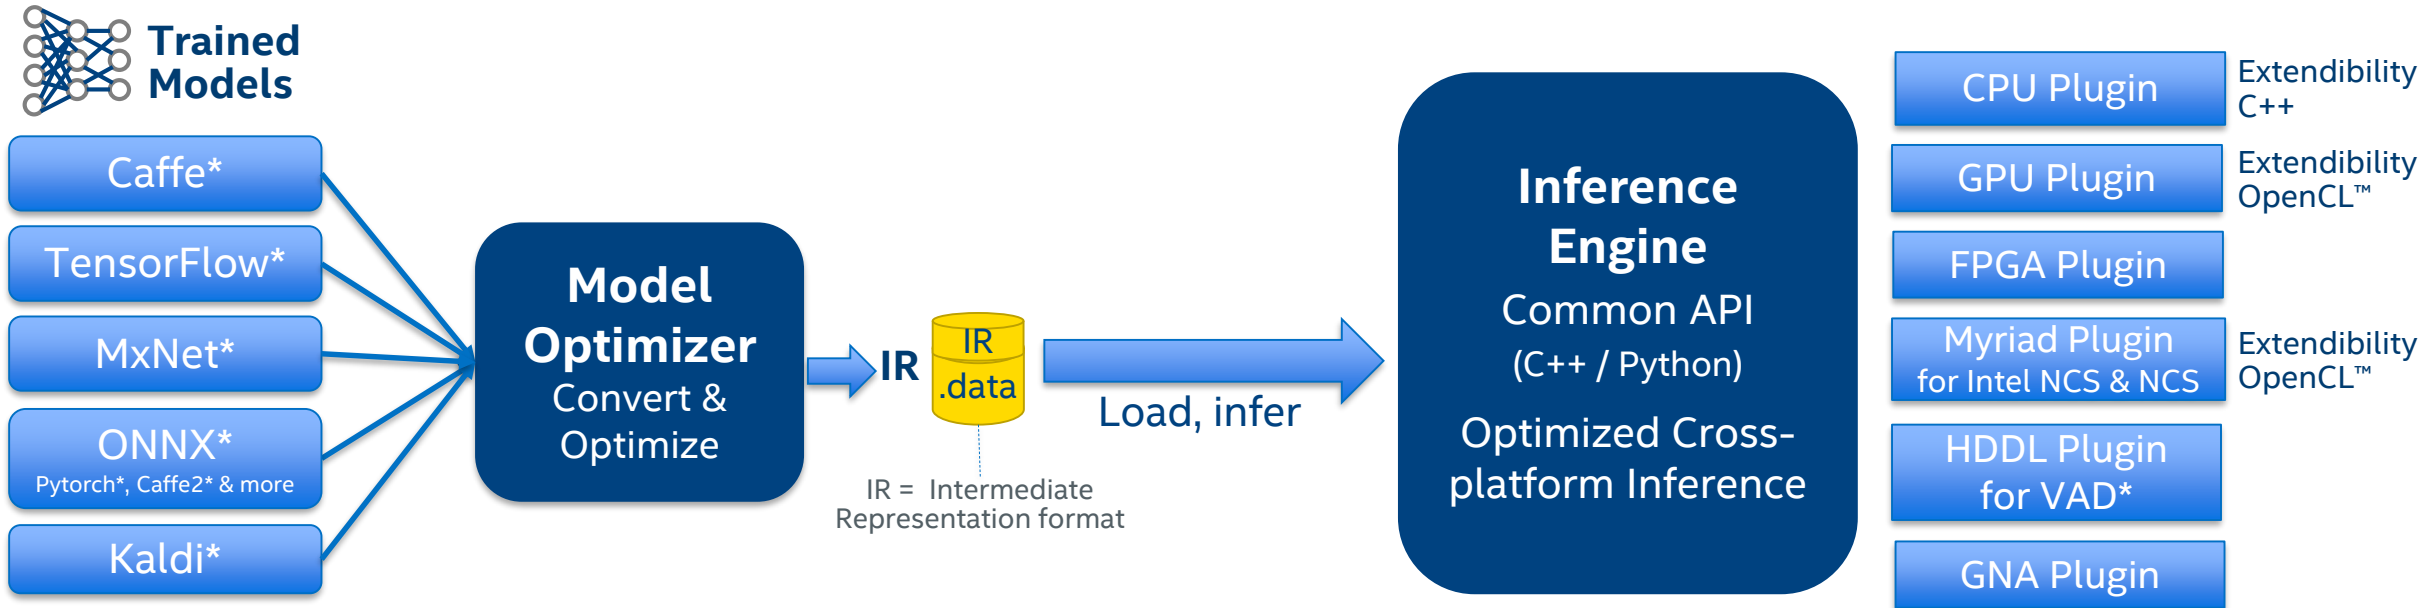 Trained
Models
Caffe*
TensorFlow*
MxNet*
ONNX*
Pytorch*, Caffe2* & more
Kaldi*
Model
Optimizer
Convert &
Optimize
IR
IR
.data
IR = Intermediate
Representation format
Load, infer
Inference
Engine
Common API
(C++ / Python)
Optimized Cross-
platform Inference
CPU Plugin
Extendibility
C++
GPU Plugin
Extendibility
OpenCL™
FPGA Plugin
Myriad Plugin
for Intel NCS & NCS
Extendibility
OpenCL™
HDDL Plugin
for VAD*
GNA Plugin